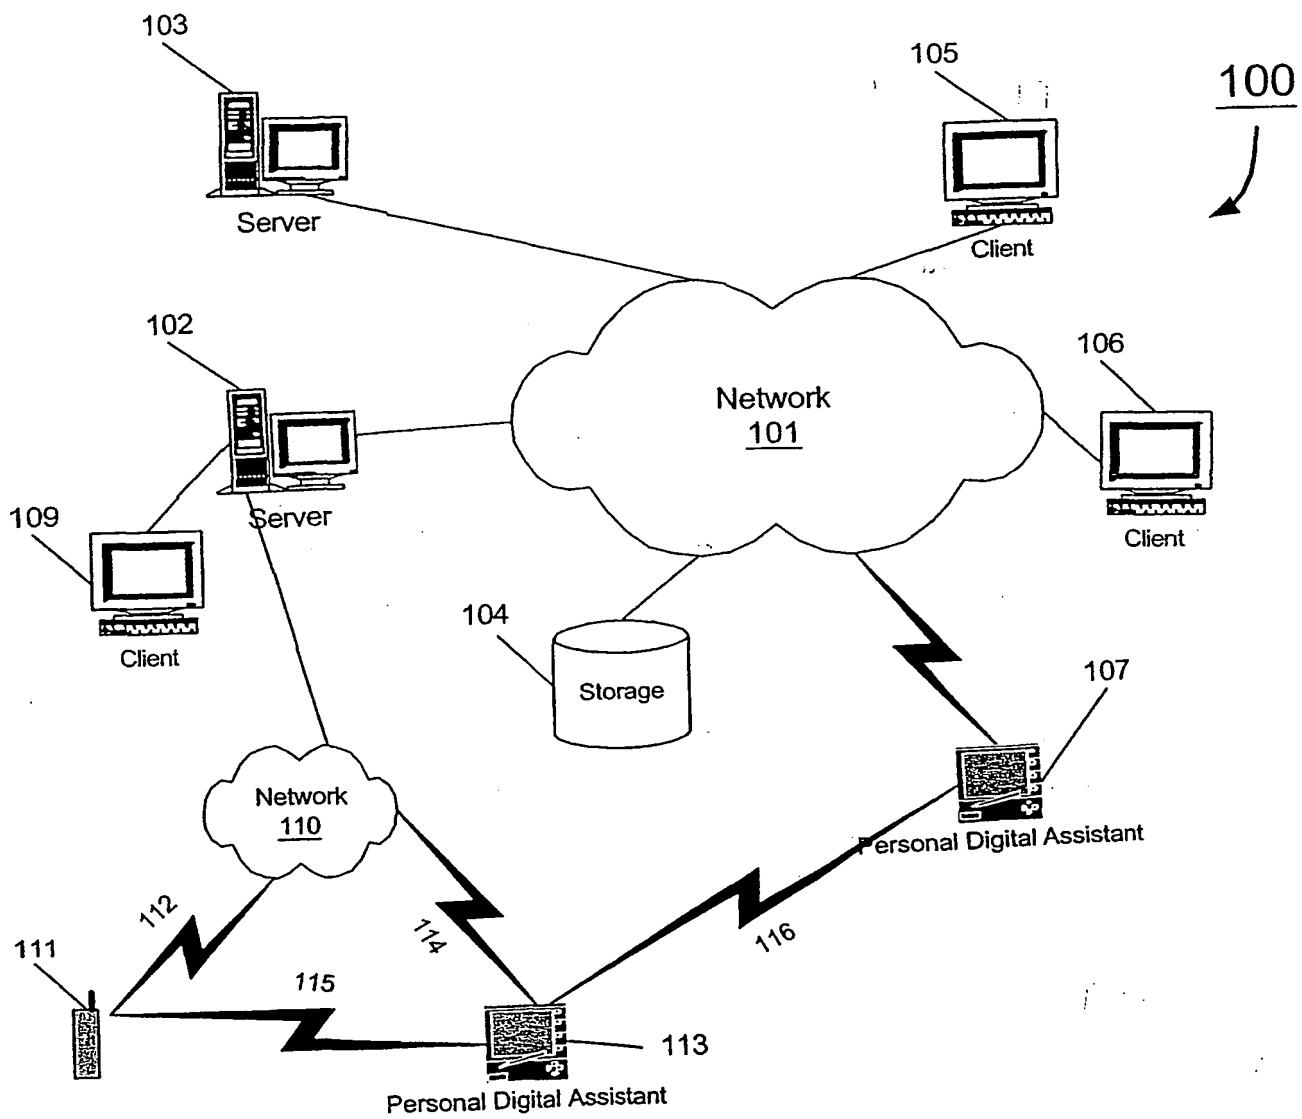 103
105
100
Server
Client
102
106
Network
101
109
Server
Client
Client
104
Storage
107
Network
110
Personal Digital Assistant
112
114
116
111
115
113
Personal Digital Assistant